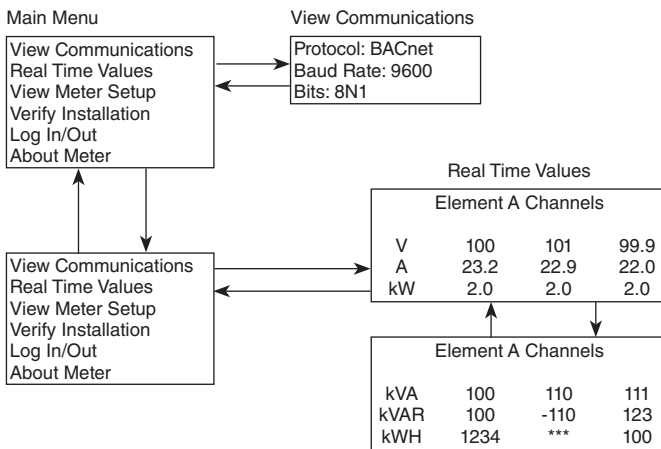 Main Menu
View Communications
View Communications
Real Time Values
View Meter Setup
Verify Installation
Log In/Out
About Meter
Protocol: BACnet
Baud Rate: 9600
Bits: 8N1
Real Time Values
Element A Channels
V 100 101 99.9
A 23.2 22.9 22.0
kW 2.0 2.0 2.0
View Communications
Real Time Values
View Meter Setup
Verify Installation
Log In/Out
About Meter
Element A Channels
kVA 100 110 111
kVAR 100 -110 123
kWH 1234 *** 100